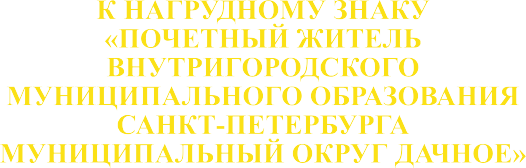 К НАГРУДНОМУ ЗНАКУ
«ПОЧЕТНЫЙ ЖИТЕЛЬ
ВНУТРИГОРОДСКОГО
МУНИЦИПАЛЬНОГО ОБРАЗОВАНИЯ
САНКТ-ПЕТЕРБУРГА
МУНИЦИПАЛЬНЫЙ ОКРУГ ДАЧНОЕ»